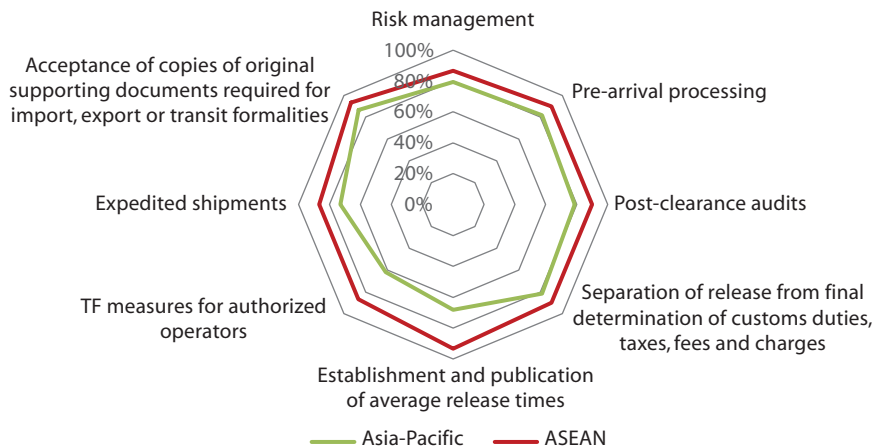 Risk management
100%
80%
60%
40%
20%
0%
Pre-arrival processing
Post-clearance audits
Separation of release from final
determination of customs duties,
taxes, fees and charges
Establishment and publication
of average release times
TF measures for authorized
operators
Expedited shipments
Acceptance of copies of original
supporting documents required for
import, export or transit formalities
Asia-Pacific
ASEAN